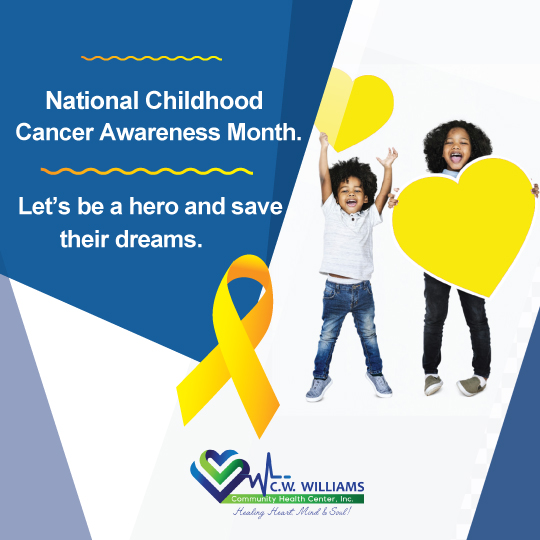 National Childhood
Cancer Awareness Month.
Let's be a hero and save
their dreams.
C.W. WILLIAMS
Community Health Center, Inc.
Healing Heart, Mind & Soul!